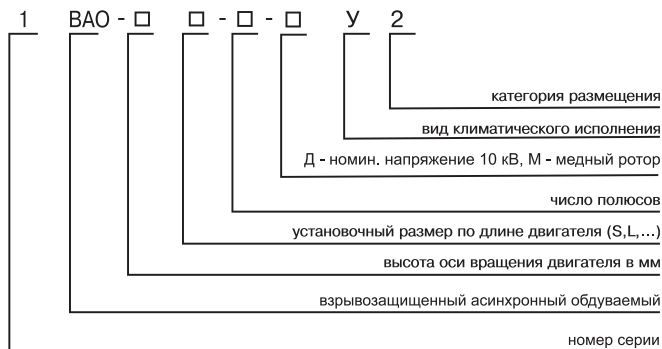 1 ВАО - □ □ - □ - □ У 2
категория размещения
вид климатического исполнения
Д - номин. напряжение 10 кВ, М - медный ротор
число полюсов
установочный размер по длине двигателя (S,L,...)
высота оси вращения двигателя в мм
взрывозащищенный асинхронный обдуваемый
номер серии